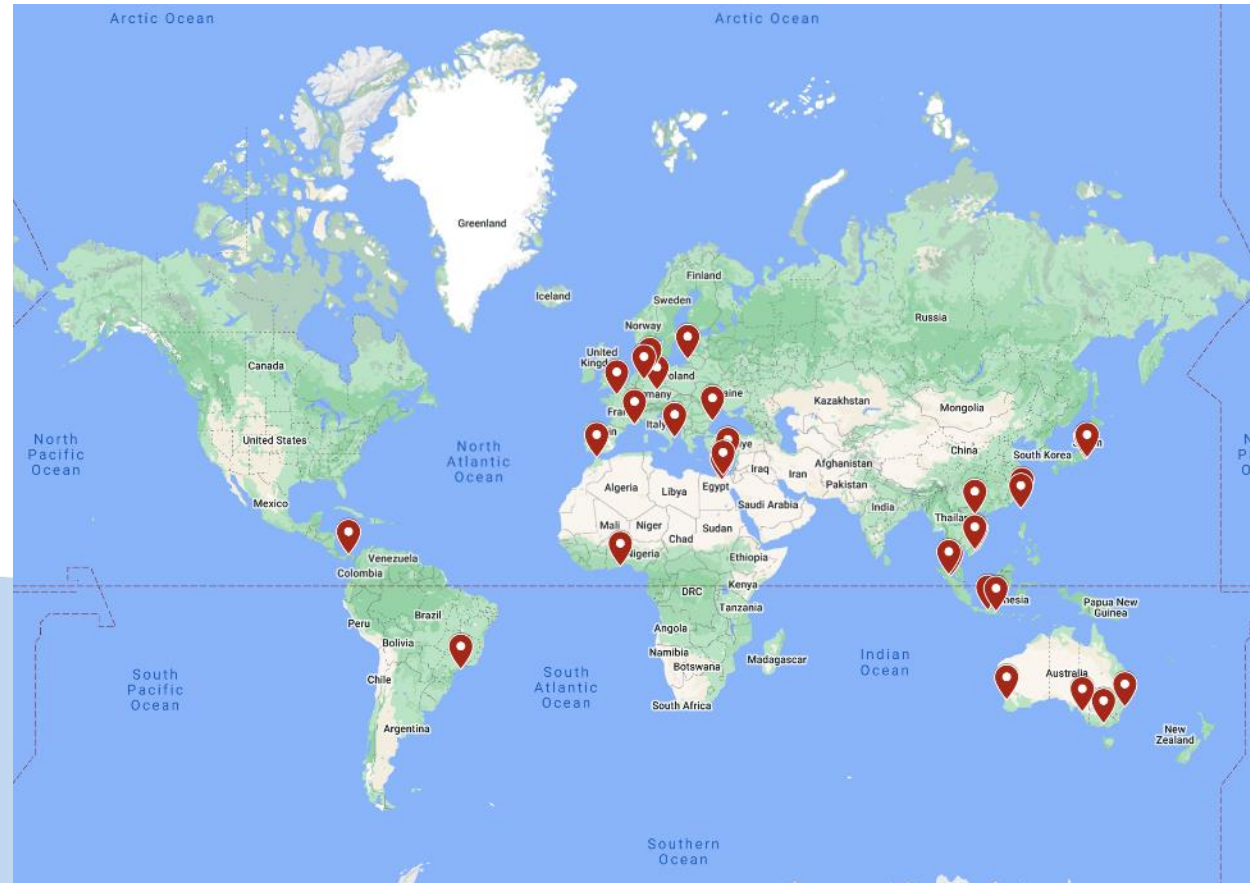 Arctic Ocean
Arctic Ocean
Greenland
Finland
Iceland
Sweden
Russia
Norway
United
Canada
Kazakhstan
Mongolia
North
Pacific
Ocean
United States
North
Atlantic
Ocean
Italy
China
South Korea
Afghanistan
Iraq
Iran
Pakistan
Algeria
Libya
Egypt
Saudi Arabia
India
Mexico
Mali
Niger
Chad
Sudan
Ethiopia
Venezuela
Colombia
Kenya
DRC
Tanzania
Papua New
Guinea
Peru
Brazil
Angola
Bolivia
Namibia
Botswana
Madagascar
Indian
Ocean
Australia
South
Pacific
Ocean
Chile
South
Atlantic
Ocean
South Africa
Argentina
New
Zealand
Southern
Ocean